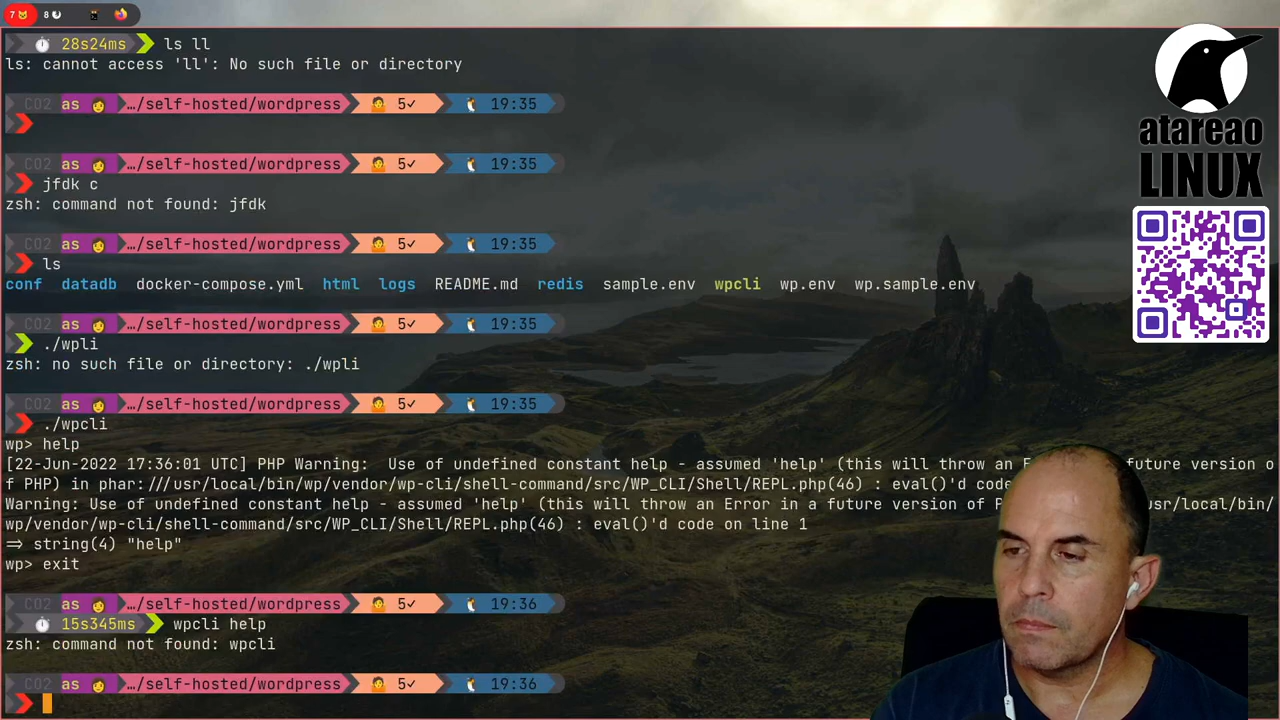 7 8
28s24ms ls ll
ls: cannot access 'll': No such file or directory
CO2 as …/self-hosted/wordpress 5✓ 19:35
CO2 as …/self-hosted/wordpress 5✓ 19:35
jfdk c
zsh: command not found: jfdk
CO2 as …/self-hosted/wordpress 5✓ 19:35
ls
conf datadb docker-compose.yml html logs README.md redis sample.env wpcli wp.env wp.sample.env
CO2 as …/self-hosted/wordpress 5✓ 19:35
./wpli
zsh: no such file or directory: ./wpli
CO2 as …/self-hosted/wordpress 5✓ 19:35
./wpcli
wp> help
[22-Jun-2022 17:36:01 UTC] PHP Warning:  Use of undefined constant help - assumed 'help' (this will throw an future version o
f PHP) in phar:///usr/local/bin/wp/vendor/wp-cli/shell-command/src/WP_CLI/Shell/REPL.php(46) : eval()'d code
Warning: Use of undefined constant help - assumed 'help' (this will throw an Error in a future version of usr/local/bin/
wp/vendor/wp-cli/shell-command/src/WP_CLI/Shell/REPL.php(46) : eval()'d code on line 1
=> string(4) "help"
wp> exit
CO2 as …/self-hosted/wordpress 5✓ 19:36
15s345ms wpcli help
zsh: command not found: wpcli
CO2 as …/self-hosted/wordpress 5✓ 19:36
atareao
LINUX